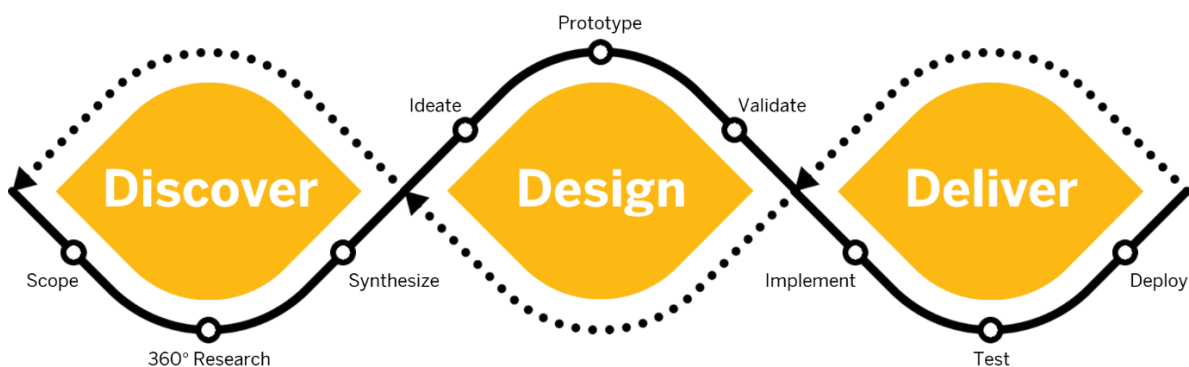 Prototype
Ideate
Validate
Discover
Design
Deliver
Scope
Synthesize
Implement
Deploy
360° Research
Test